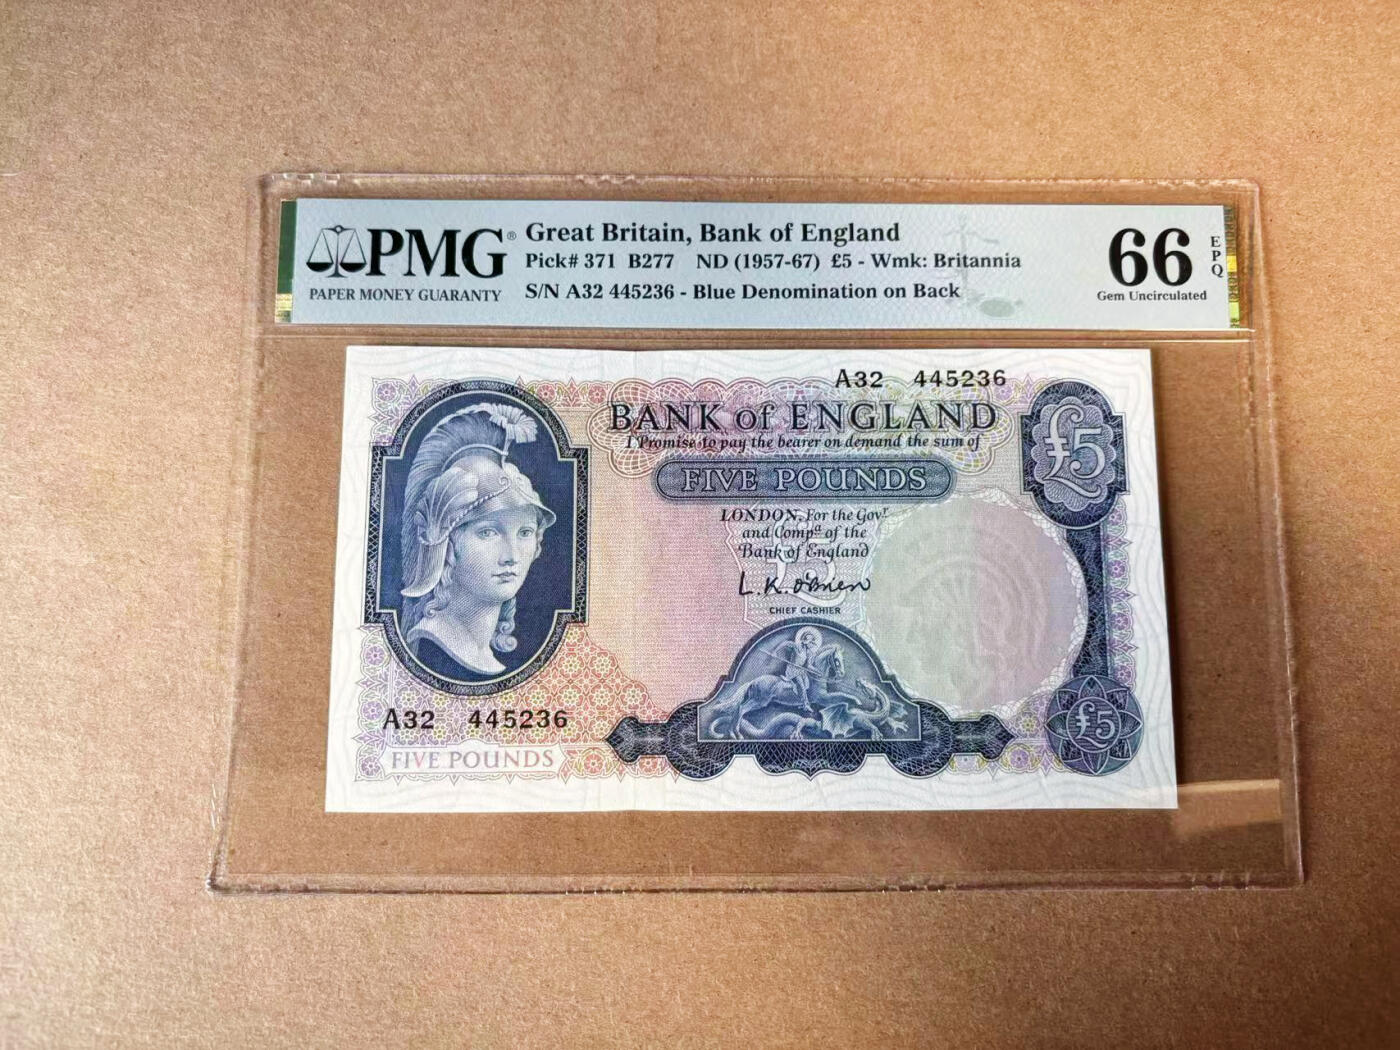 PMG®
PAPER MONEY GUARANTY
Great Britain, Bank of England
Pick# 371 B277 ND (1957-67) £5 - Wmk: Britannia
S/N A32 445236 - Blue Denomination on Back
66
EPQ
Gem Uncirculated
A32 445236
BANK of ENGLAND
I Promise to pay the bearer on demand the sum of
FIVE POUNDS
£5
LONDON, For the Govr.
and Compa. of the
Bank of England
£5
L.K. O'Brien
CHIEF CASHIER
A32 445236
FIVE POUNDS
£5